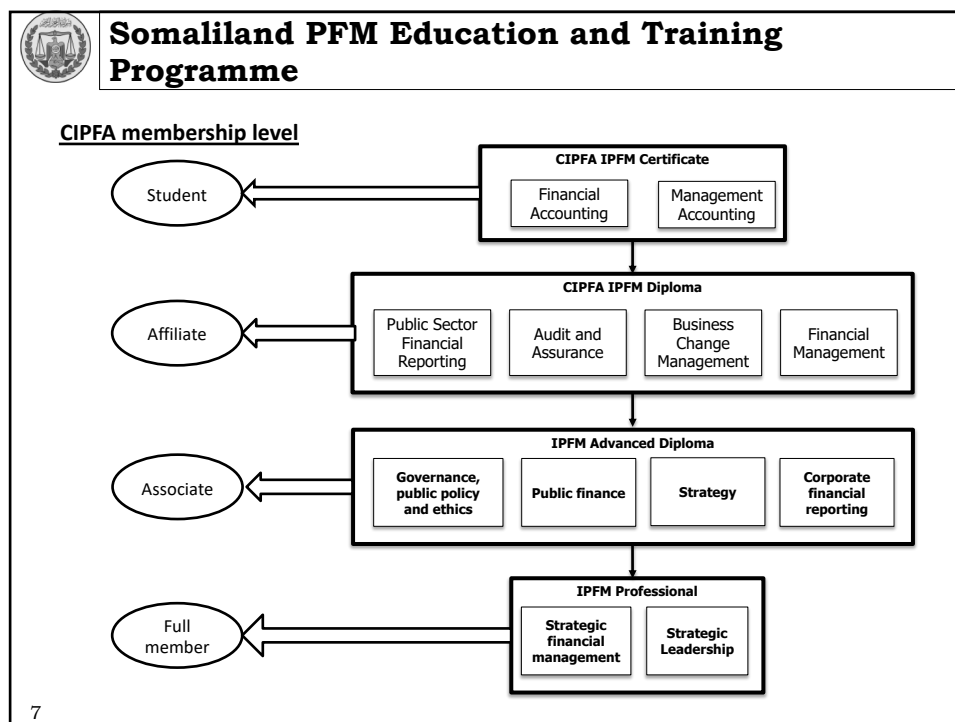 Somaliland PFM Education and Training
Programme
CIPFA membership level
CIPFA IPFM Certificate
Student
Financial
Accounting
Management
Accounting
CIPFA IPFM Diploma
Affiliate
Public Sector
Financial
Reporting
Audit and
Assurance
Business
Change
Management
Financial
Management
IPFM Advanced Diploma
Associate
Governance,
public policy
and ethics
Public finance
Strategy
Corporate
financial
reporting
IPFM Professional
Full
member
Strategic
financial
management
Strategic
Leadership
7